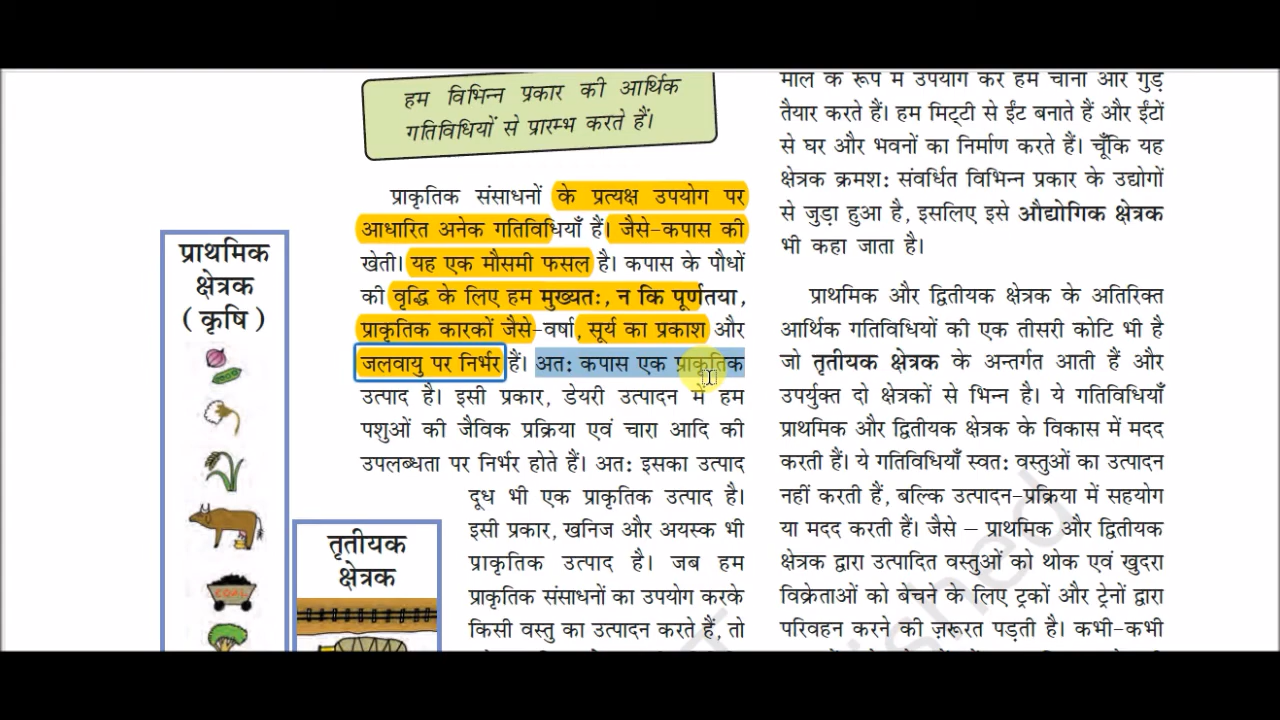 हम विभिन्न प्रकार की आर्थिक
गतिविधियों से प्रारम्भ करते हैं।
प्राकृतिक संसाधनों के प्रत्यक्ष उपयोग पर
आधारित अनेक गतिविधियाँ हैं। जैसे–कपास की
खेती। यह एक मौसमी फसल है। कपास के पौधों
की वृद्धि के लिए हम मुख्यतः, न कि पूर्णतया,
प्राकृतिक कारकों जैसे–वर्षा, सूर्य का प्रकाश और
जलवायु पर निर्भर हैं। अतः कपास एक प्राकृतिक
उत्पाद है। इसी प्रकार, डेयरी उत्पादन में हम
पशुओं की जैविक प्रक्रिया एवं चारा आदि की
उपलब्धता पर निर्भर होते हैं। अतः इसका उत्पाद
दूध भी एक प्राकृतिक उत्पाद है।
इसी प्रकार, खनिज और अयस्क भी
प्राकृतिक उत्पाद है। जब हम
प्राकृतिक संसाधनों का उपयोग करके
किसी वस्तु का उत्पादन करते हैं, तो
प्राथमिक
क्षेत्रक
( कृषि )
COAL
तृतीयक
क्षेत्रक
माल के रूप में उपयोग कर हम चीनी और गुड़
तैयार करते हैं। हम मिट्टी से ईंट बनाते हैं और ईंटों
से घर और भवनों का निर्माण करते हैं। चूँकि यह
क्षेत्रक क्रमशः संवर्धित विभिन्न प्रकार के उद्योगों
से जुड़ा हुआ है, इसलिए इसे औद्योगिक क्षेत्रक
भी कहा जाता है।
प्राथमिक और द्वितीयक क्षेत्रक के अतिरिक्त
आर्थिक गतिविधियों की एक तीसरी कोटि भी है
जो तृतीयक क्षेत्रक के अन्तर्गत आती हैं और
उपर्युक्त दो क्षेत्रकों से भिन्न है। ये गतिविधियाँ
प्राथमिक और द्वितीयक क्षेत्रक के विकास में मदद
करती हैं। ये गतिविधियाँ स्वतः वस्तुओं का उत्पादन
नहीं करती हैं, बल्कि उत्पादन–प्रक्रिया में सहयोग
या मदद करती हैं। जैसे – प्राथमिक और द्वितीयक
क्षेत्रक द्वारा उत्पादित वस्तुओं को थोक एवं खुदरा
विक्रेताओं को बेचने के लिए ट्रकों और ट्रेनों द्वारा
परिवहन करने की ज़रूरत पड़ती है। कभी–कभी